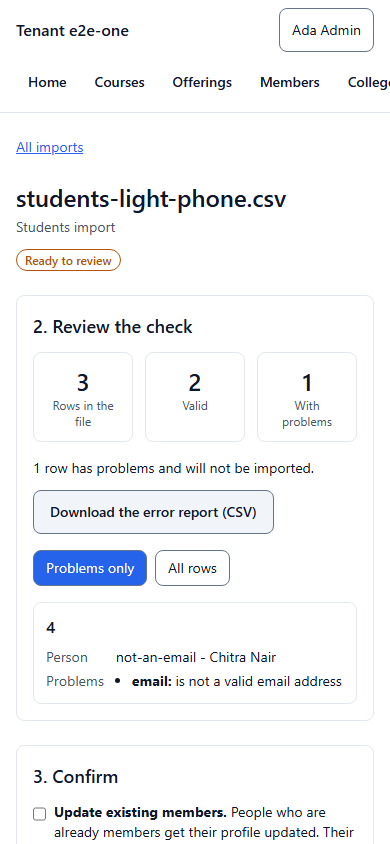 Tenant e2e-one
Ada Admin
Home Courses Offerings Members College
All imports
students-light-phone.csv
Students import
Ready to review
2. Review the check
3
Rows in the
file
2
Valid
1
With
problems
1 row has problems and will not be imported.
Download the error report (CSV)
Problems only
All rows
4
Person not-an-email - Chitra Nair
Problems • email: is not a valid email address
3. Confirm
Update existing members. People who are
already members get their profile updated. Their